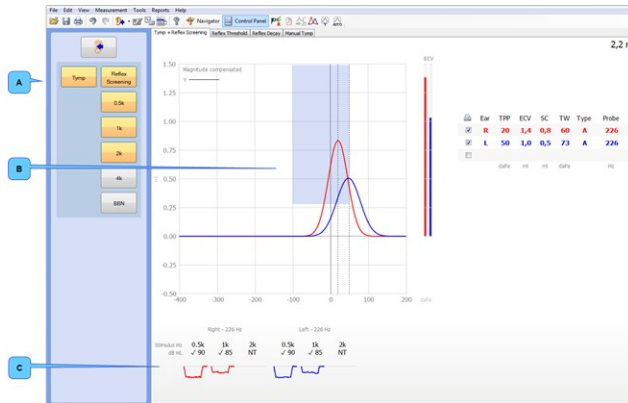 File Edit View Measurement Tools Reports Help
Navigator Control Panel
Tymp + Reflex Screening Reflex Threshold Reflex Decay Manual Tymp
2,2 r
A
Tymp
Reflex Screening
0.5k
1k
2k
4k
BBN
B
C
Magnitude compensated
Y
1.50
1.25
1.00
0.75
0.50
0.25
0.00
-0.25
-0.50
-400 -300 -200 -100 0 100 200 daPa
ECV
Ear TPP ECV SC TW Type Probe
R 20 1,4 0,8 60 A 226
L 50 1,0 0,5 73 A 226
daPa ml ml daPa Hz
Right - 226 Hz Left - 226 Hz
Stimulus Hz 0.5k 1k 2k 0.5k 1k 2k
dB HL ✓ 90 ✓ 85 NT ✓ 90 ✓ 85 NT